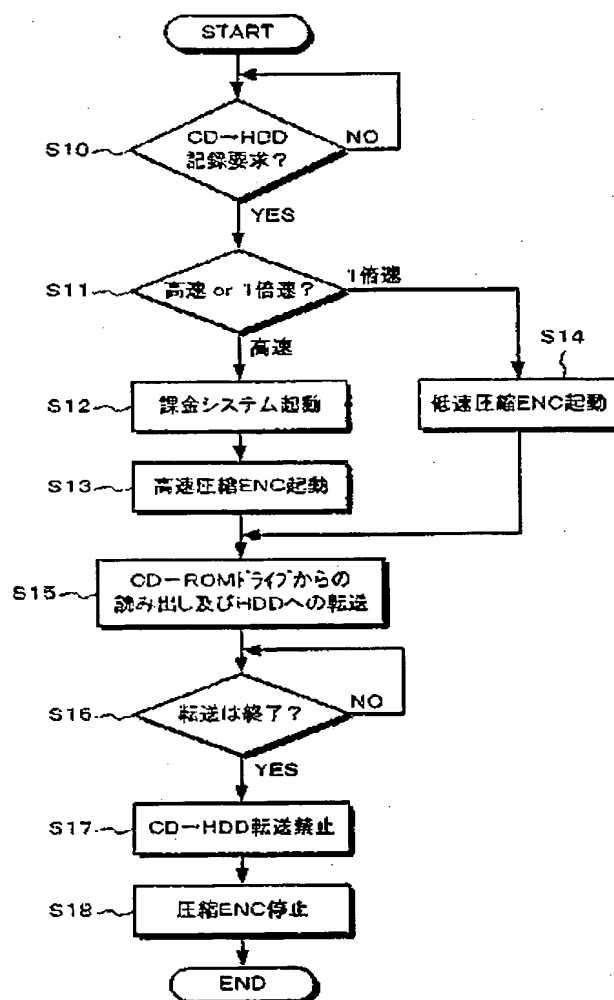 START
S10
CD→HDD
記録要求?
NO
YES
S11
高速 or 1倍速?
1倍速
高速
S14
低速圧縮ENC起動
S12
課金システム起動
S13
高速圧縮ENC起動
S15
CD-ROMドライブからの
読み出し及びHDDへの転送
S16
転送は終了?
NO
YES
S17
CD→HDD転送禁止
S18
圧縮ENC停止
END